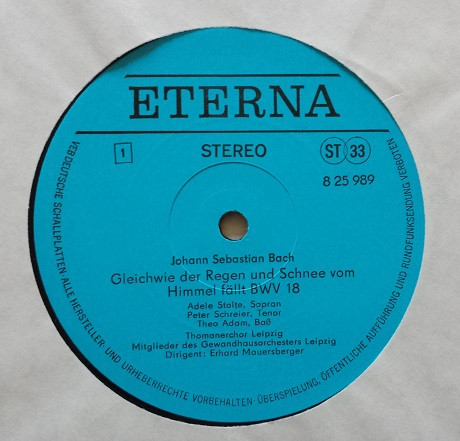 ETERNA
1
STEREO
ST 33
8 25 989
Johann Sebastian Bach
Gleichwie der Regen und Schnee vom
Himmel fällt BWV 18
Adele Stolte, Sopran
Peter Schreier, Tenor
Theo Adam, Baß
Thomanerchor Leipzig
Mitglieder des Gewandhausorchesters Leipzig
Dirigent: Erhard Mauersberger
VEB DEUTSCHE SCHALLPLATTEN · ALLE HERSTELLER- UND URHEBERRECHTE VORBEHALTEN · ÜBERSPIELUNG, ÖFFENTLICHE AUFFÜHRUNG UND RUNDFUNKSENDUNG VERBOTEN